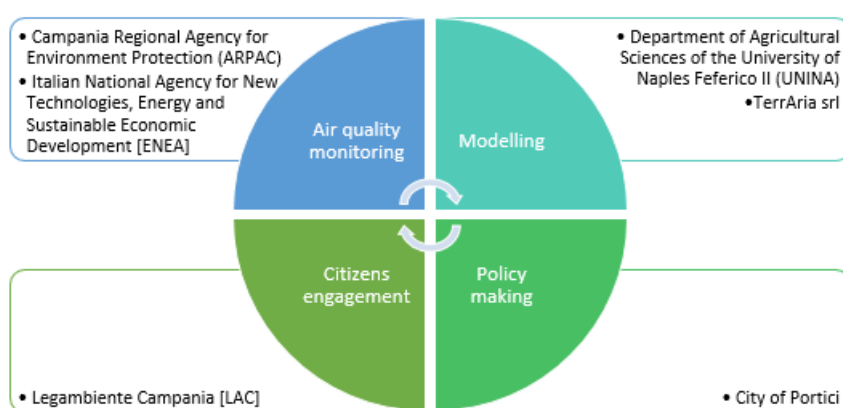 • Campania Regional Agency for
Environment Protection (ARPAC)
• Italian National Agency for New
Technologies, Energy and
Sustainable Economic
Development [ENEA]
• Department of Agricultural
Sciences of the University of
Naples Feferico II (UNINA)
•TerrAria srl
Air quality
monitoring
Modelling
Citizens
engagement
Policy
making
• Legambiente Campania [LAC]
• City of Portici